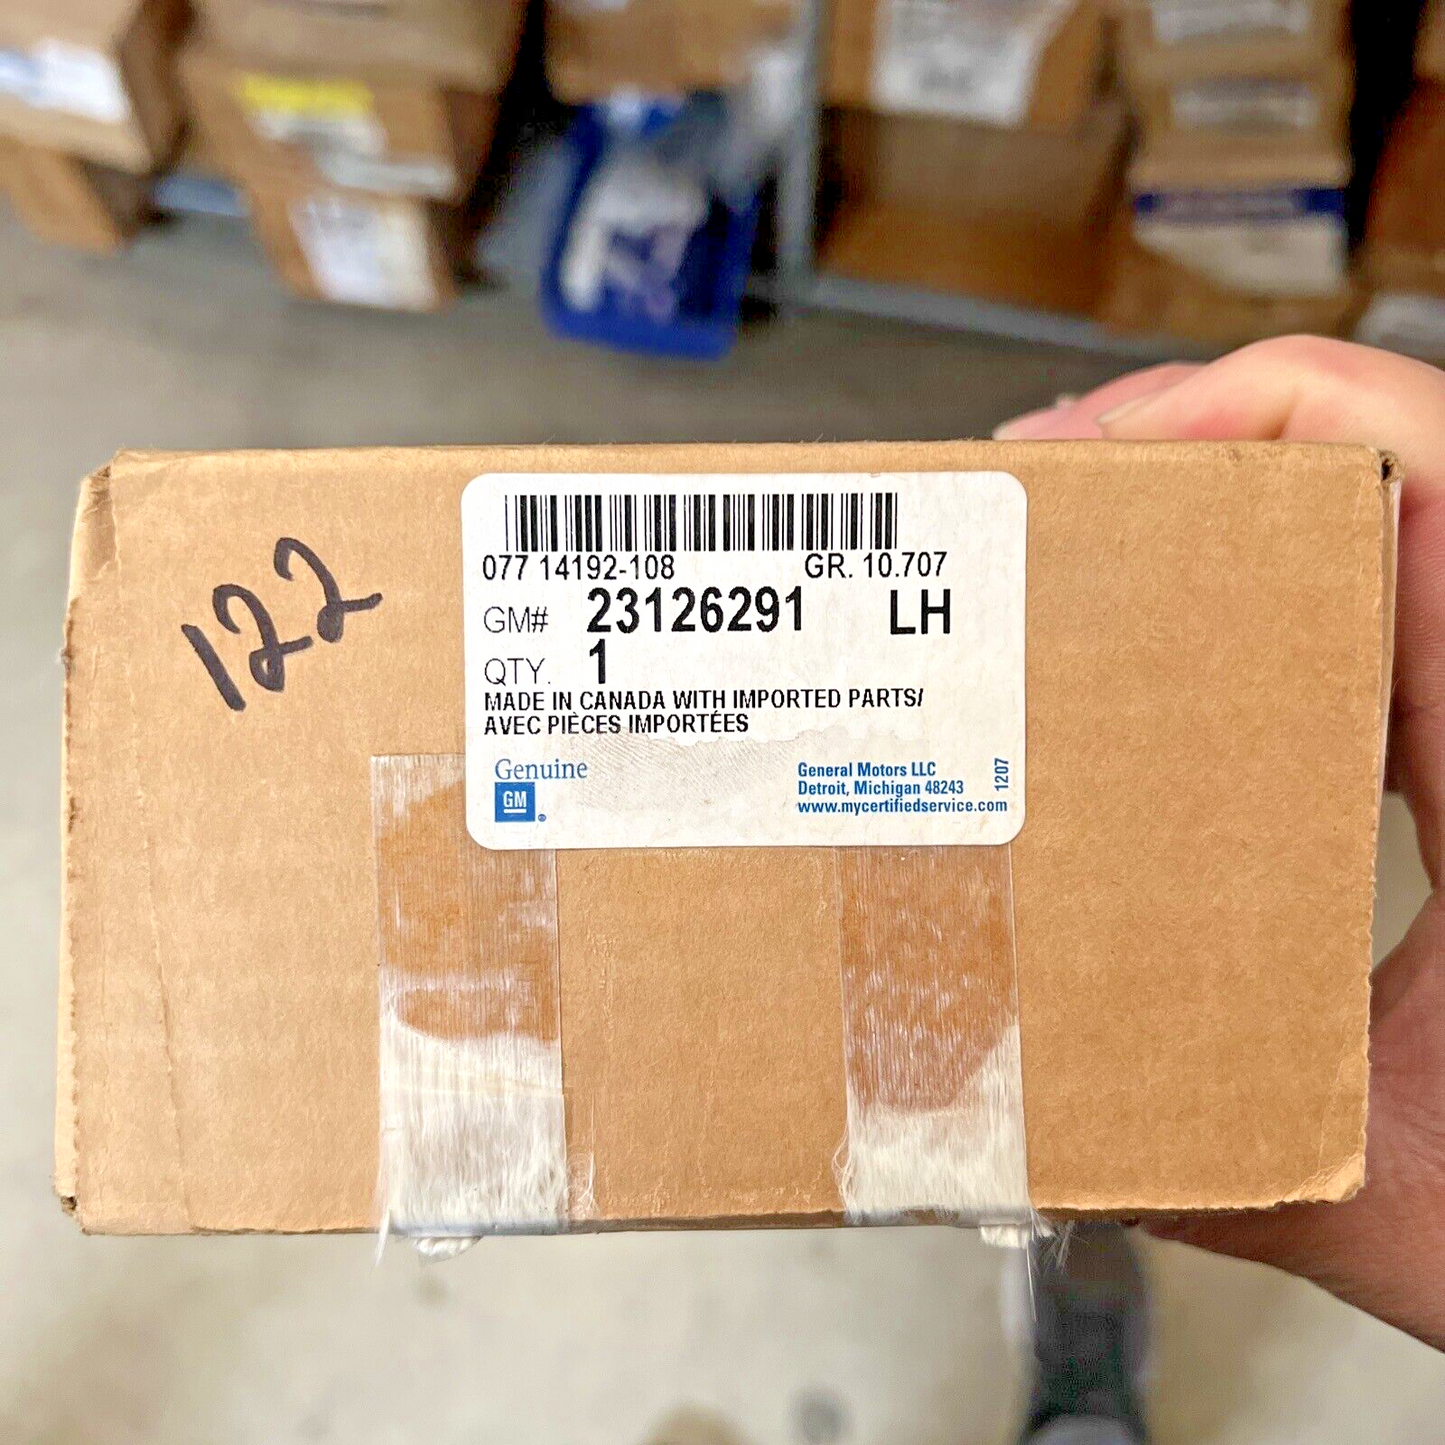 122
077 14192-108 GR. 10.707
GM# 23126291 LH
QTY. 1
MADE IN CANADA WITH IMPORTED PARTS/
AVEC PIÈCES IMPORTÉES
Genuine
GM
General Motors LLC
Detroit, Michigan 48243
www.mycertifiedservice.com
1207